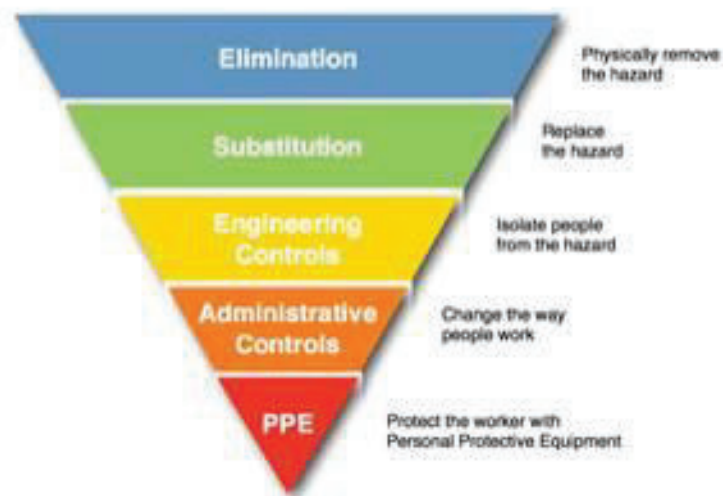 Elimination
Physically remove
the hazard
Substitution
Replace
the hazard
Engineering
Controls
Isolate people
from the hazard
Administrative
Controls
Change the way
people work
PPE
Protect the worker with
Personal Protective Equipment